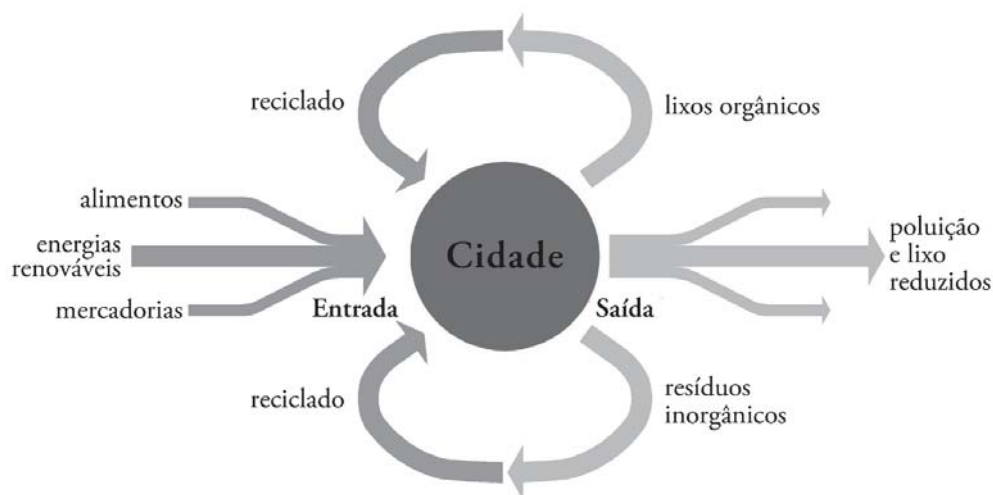 reciclado
lixos orgânicos
alimentos
energias
renováveis
mercadorias
Entrada
Cidade
Saída
poluição
e lixo
reduzidos
reciclado
resíduos
inorgânicos